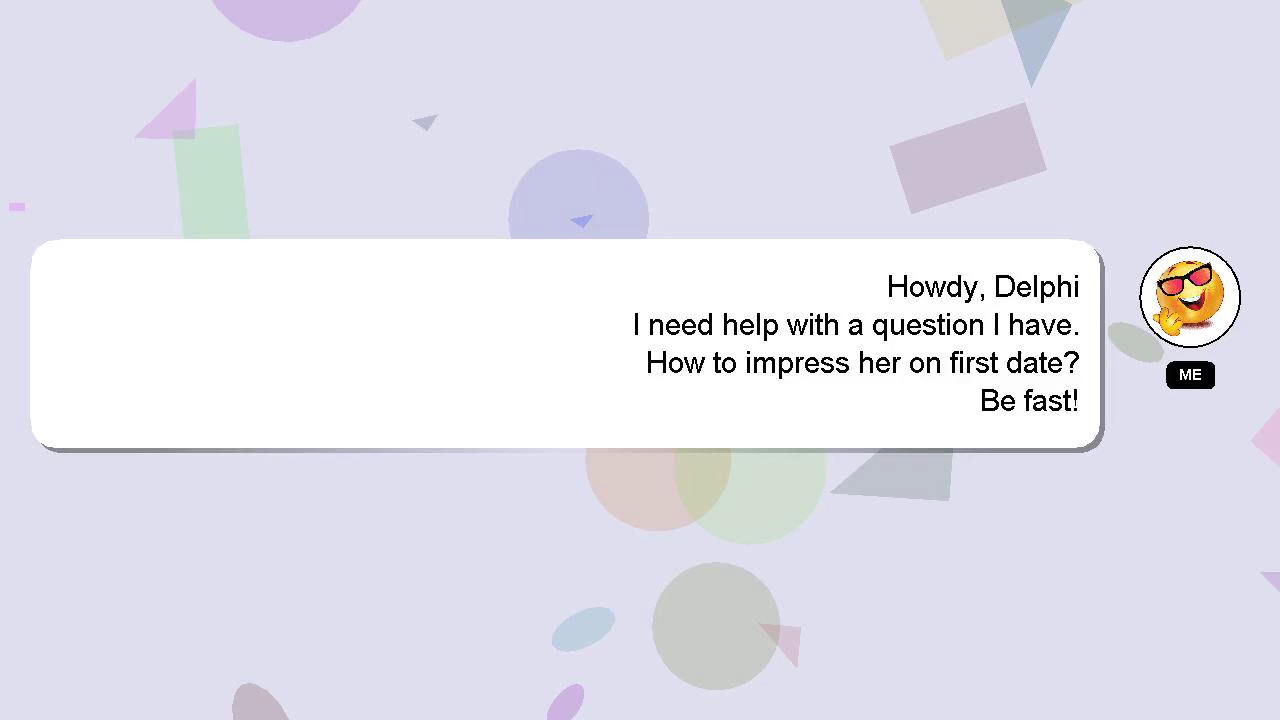 Howdy, Delphi
I need help with a question I have.
How to impress her on first date?
Be fast!
ME